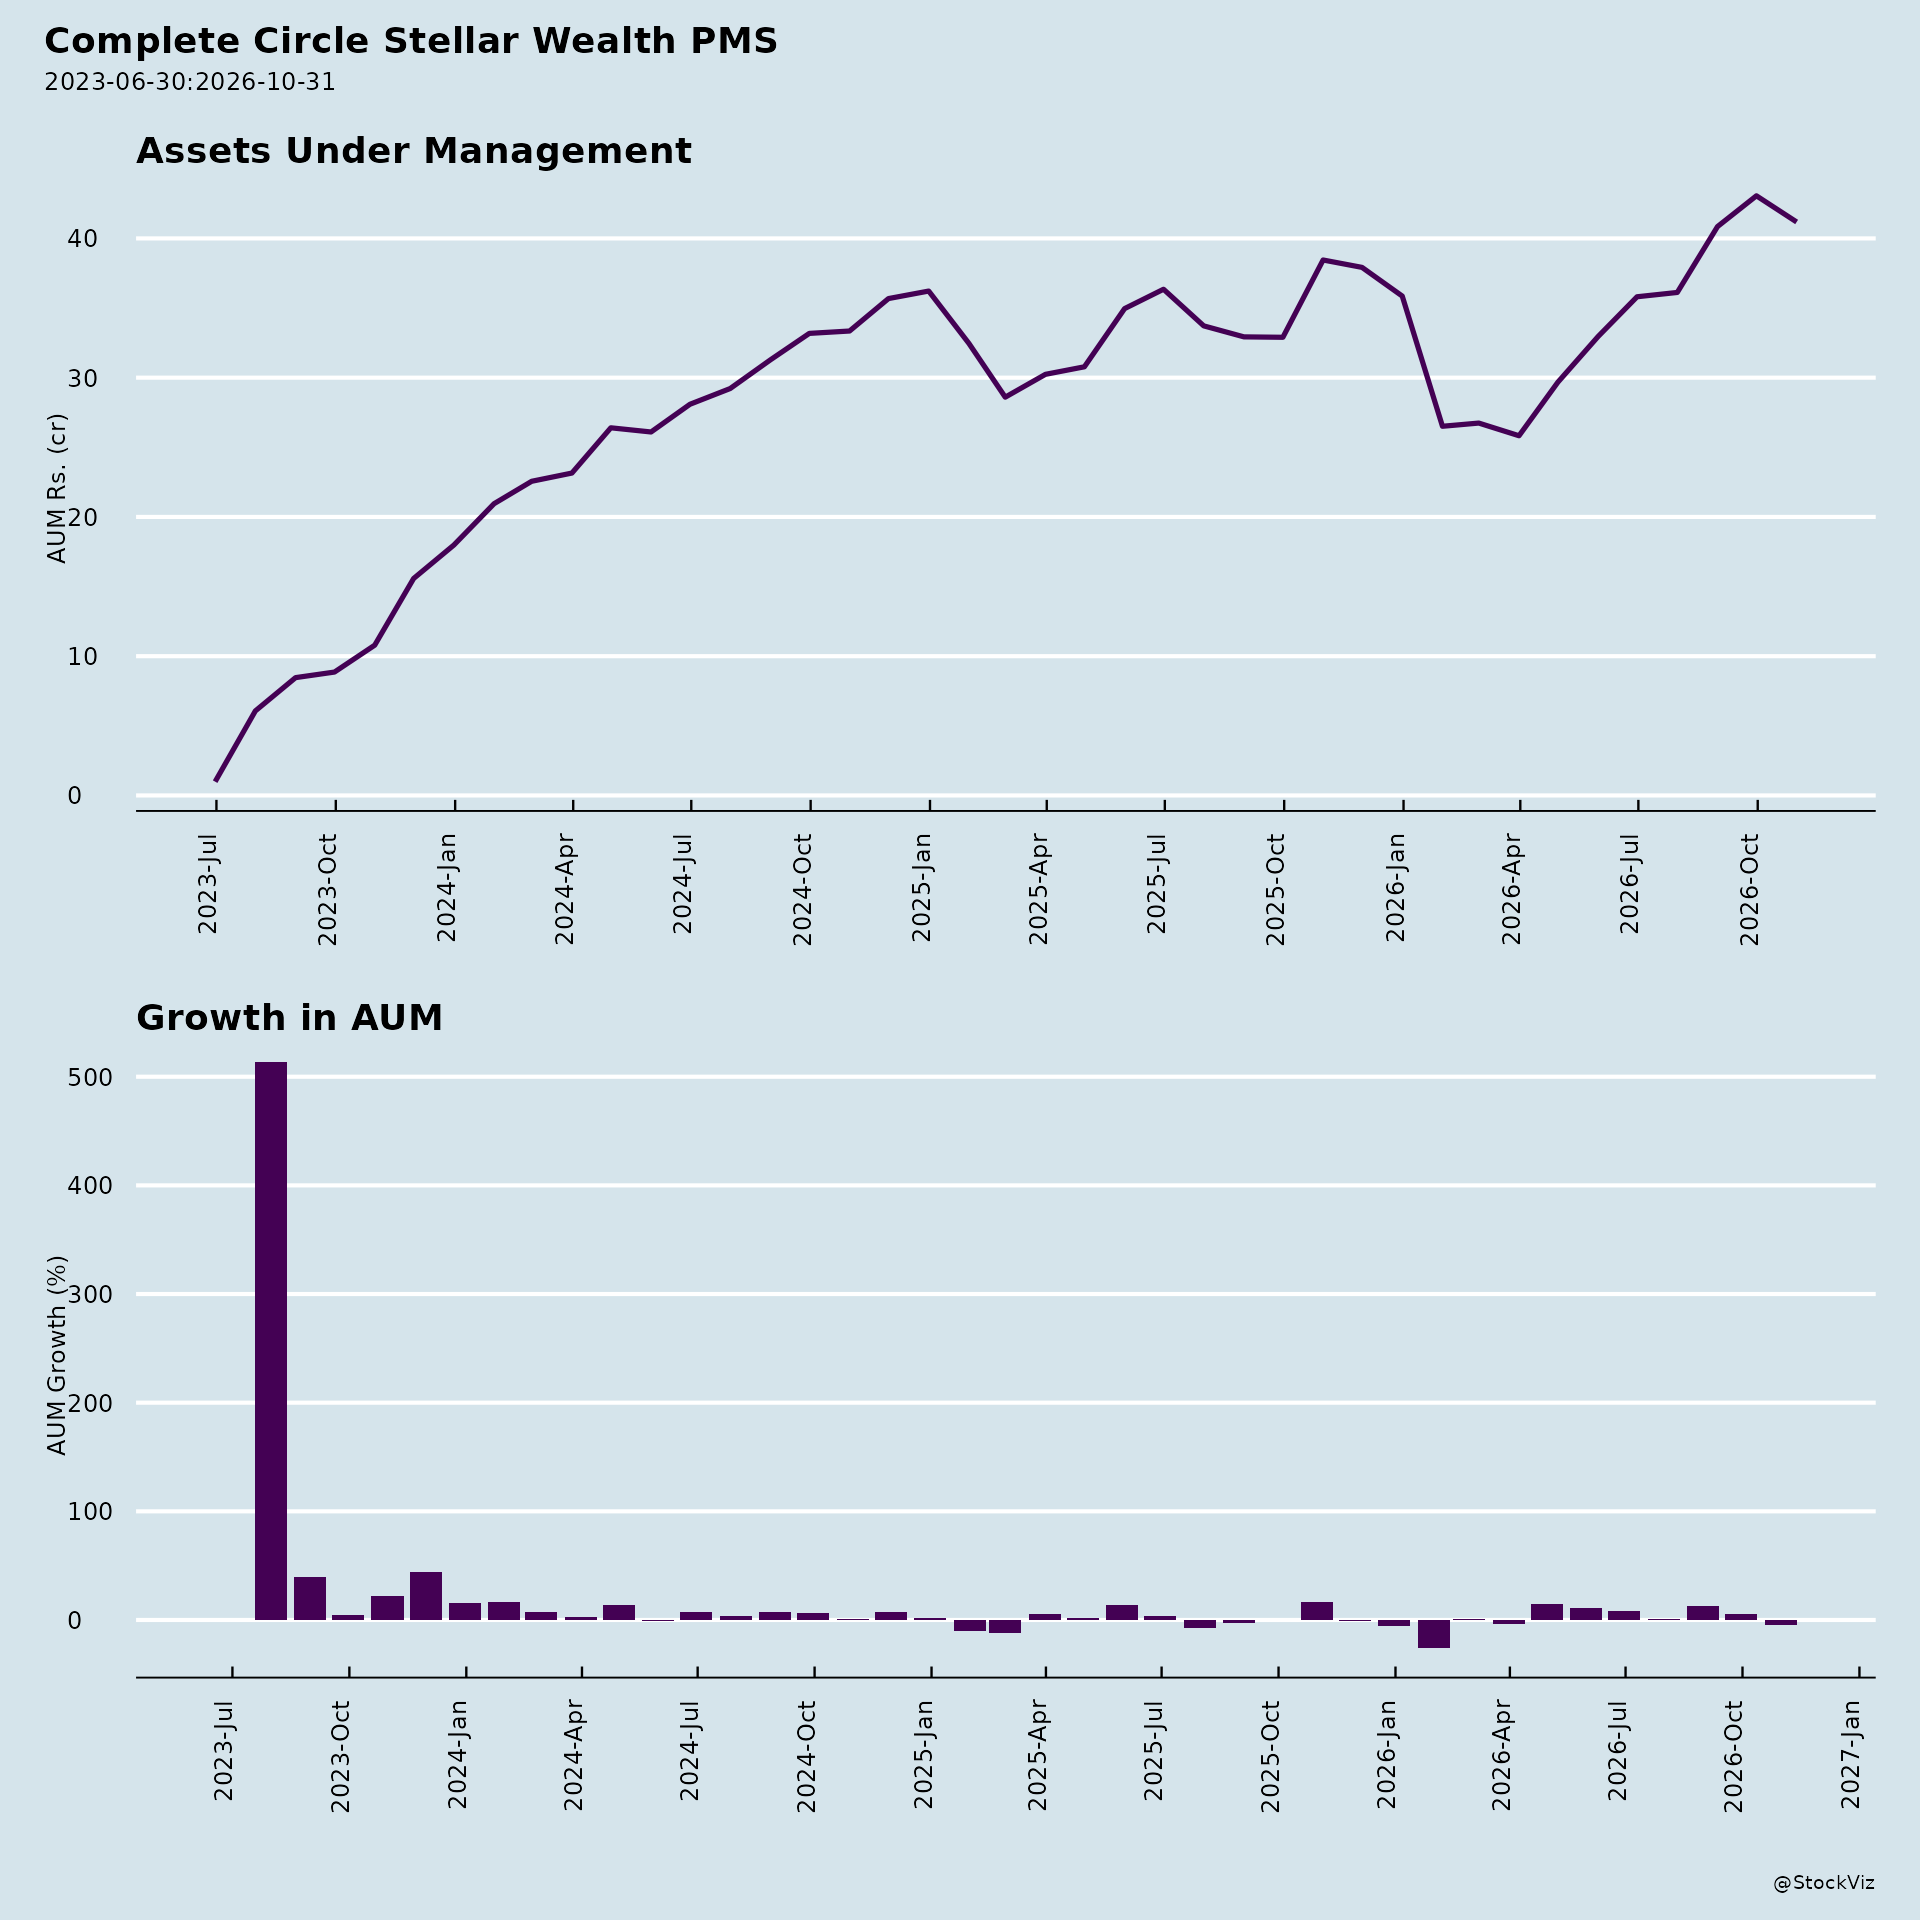 Complete Circle Stellar Wealth PMS
2023-06-30:2026-10-31
Assets Under Management
AUM Rs. (cr)
40
30
20
10
0
2023-Jul
2023-Oct
2024-Jan
2024-Apr
2024-Jul
2024-Oct
2025-Jan
2025-Apr
2025-Jul
2025-Oct
2026-Jan
2026-Apr
2026-Jul
2026-Oct
Growth in AUM
AUM Growth (%)
500
400
300
200
100
0
2023-Jul
2023-Oct
2024-Jan
2024-Apr
2024-Jul
2024-Oct
2025-Jan
2025-Apr
2025-Jul
2025-Oct
2026-Jan
2026-Apr
2026-Jul
2026-Oct
2027-Jan
@StockViz